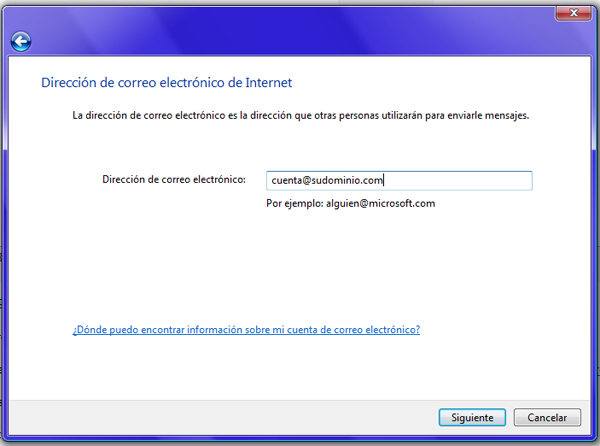 Dirección de correo electrónico de Internet
La dirección de correo electrónico es la dirección que otras personas utilizarán para enviarle mensajes.
Dirección de correo electrónico: cuenta@sudominio.com
Por ejemplo: alguien@microsoft.com
¿Dónde puedo encontrar información sobre mi cuenta de correo electrónico?
Siguiente Cancelar